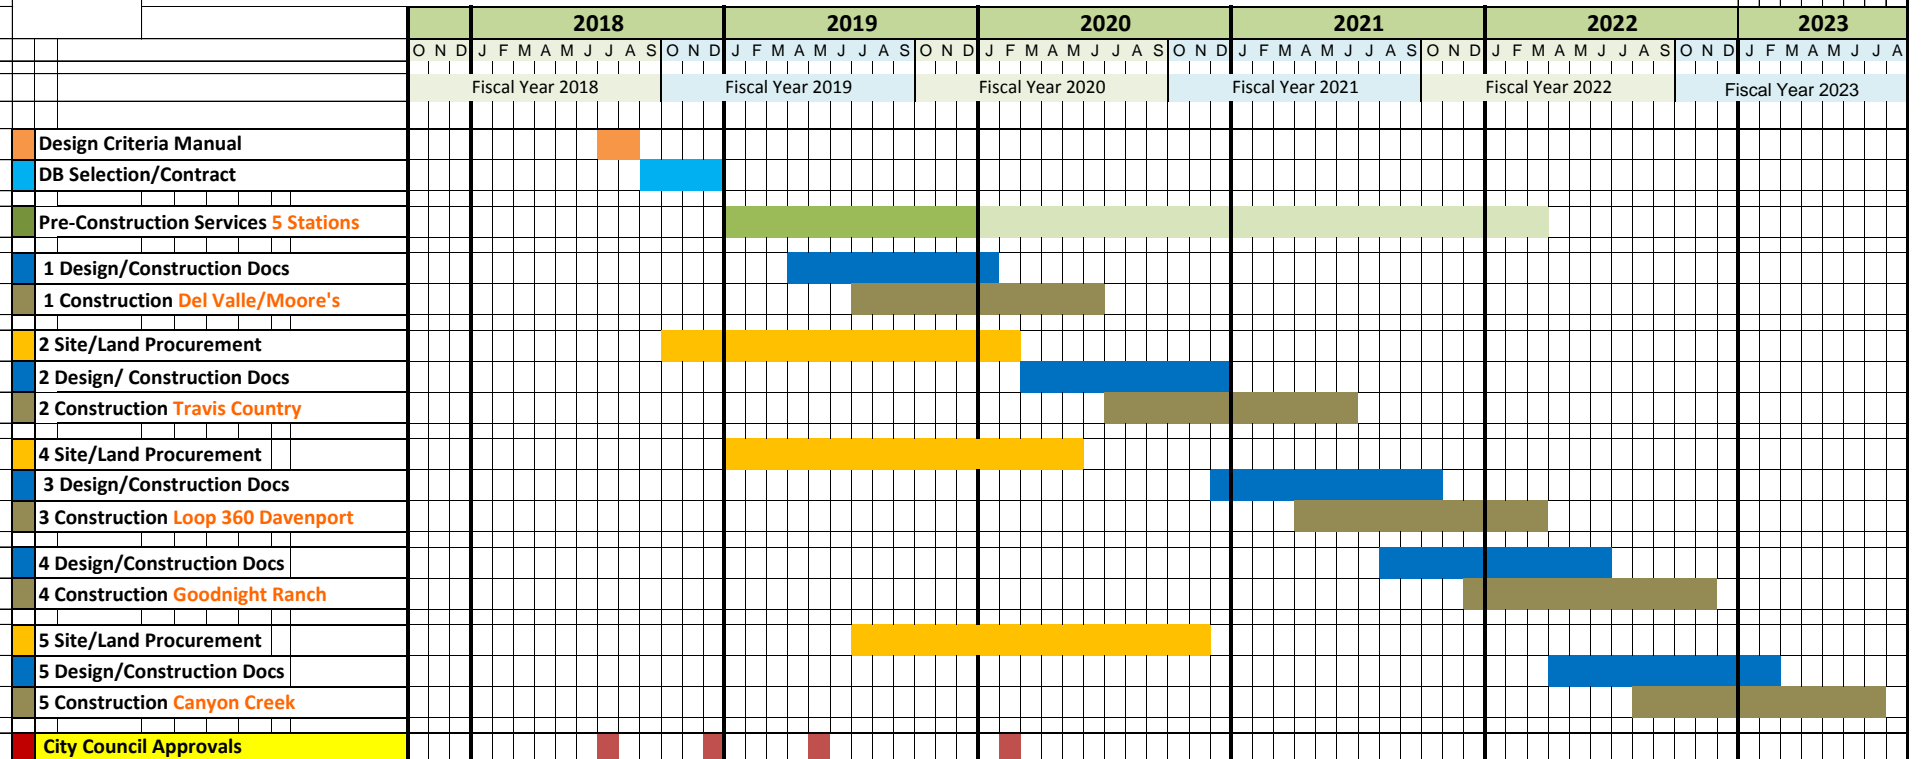 2018 2019 2020 2021 2022 2023
O N D J F M A M J J A S O N D J F M A M J J A S O N D J F M A M J J A S O N D J F M A M J J A S O N D J F M A M J J A S O N D J F M A M J J A
Fiscal Year 2018 Fiscal Year 2019 Fiscal Year 2020 Fiscal Year 2021 Fiscal Year 2022 Fiscal Year 2023
Design Criteria Manual
DB Selection/Contract
Pre-Construction Services 5 Stations
1 Design/Construction Docs
1 Construction Del Valle/Moore's
2 Site/Land Procurement
2 Design/ Construction Docs
2 Construction Travis Country
4 Site/Land Procurement
3 Design/Construction Docs
3 Construction Loop 360 Davenport
4 Design/Construction Docs
4 Construction Goodnight Ranch
5 Site/Land Procurement
5 Design/Construction Docs
5 Construction Canyon Creek
City Council Approvals